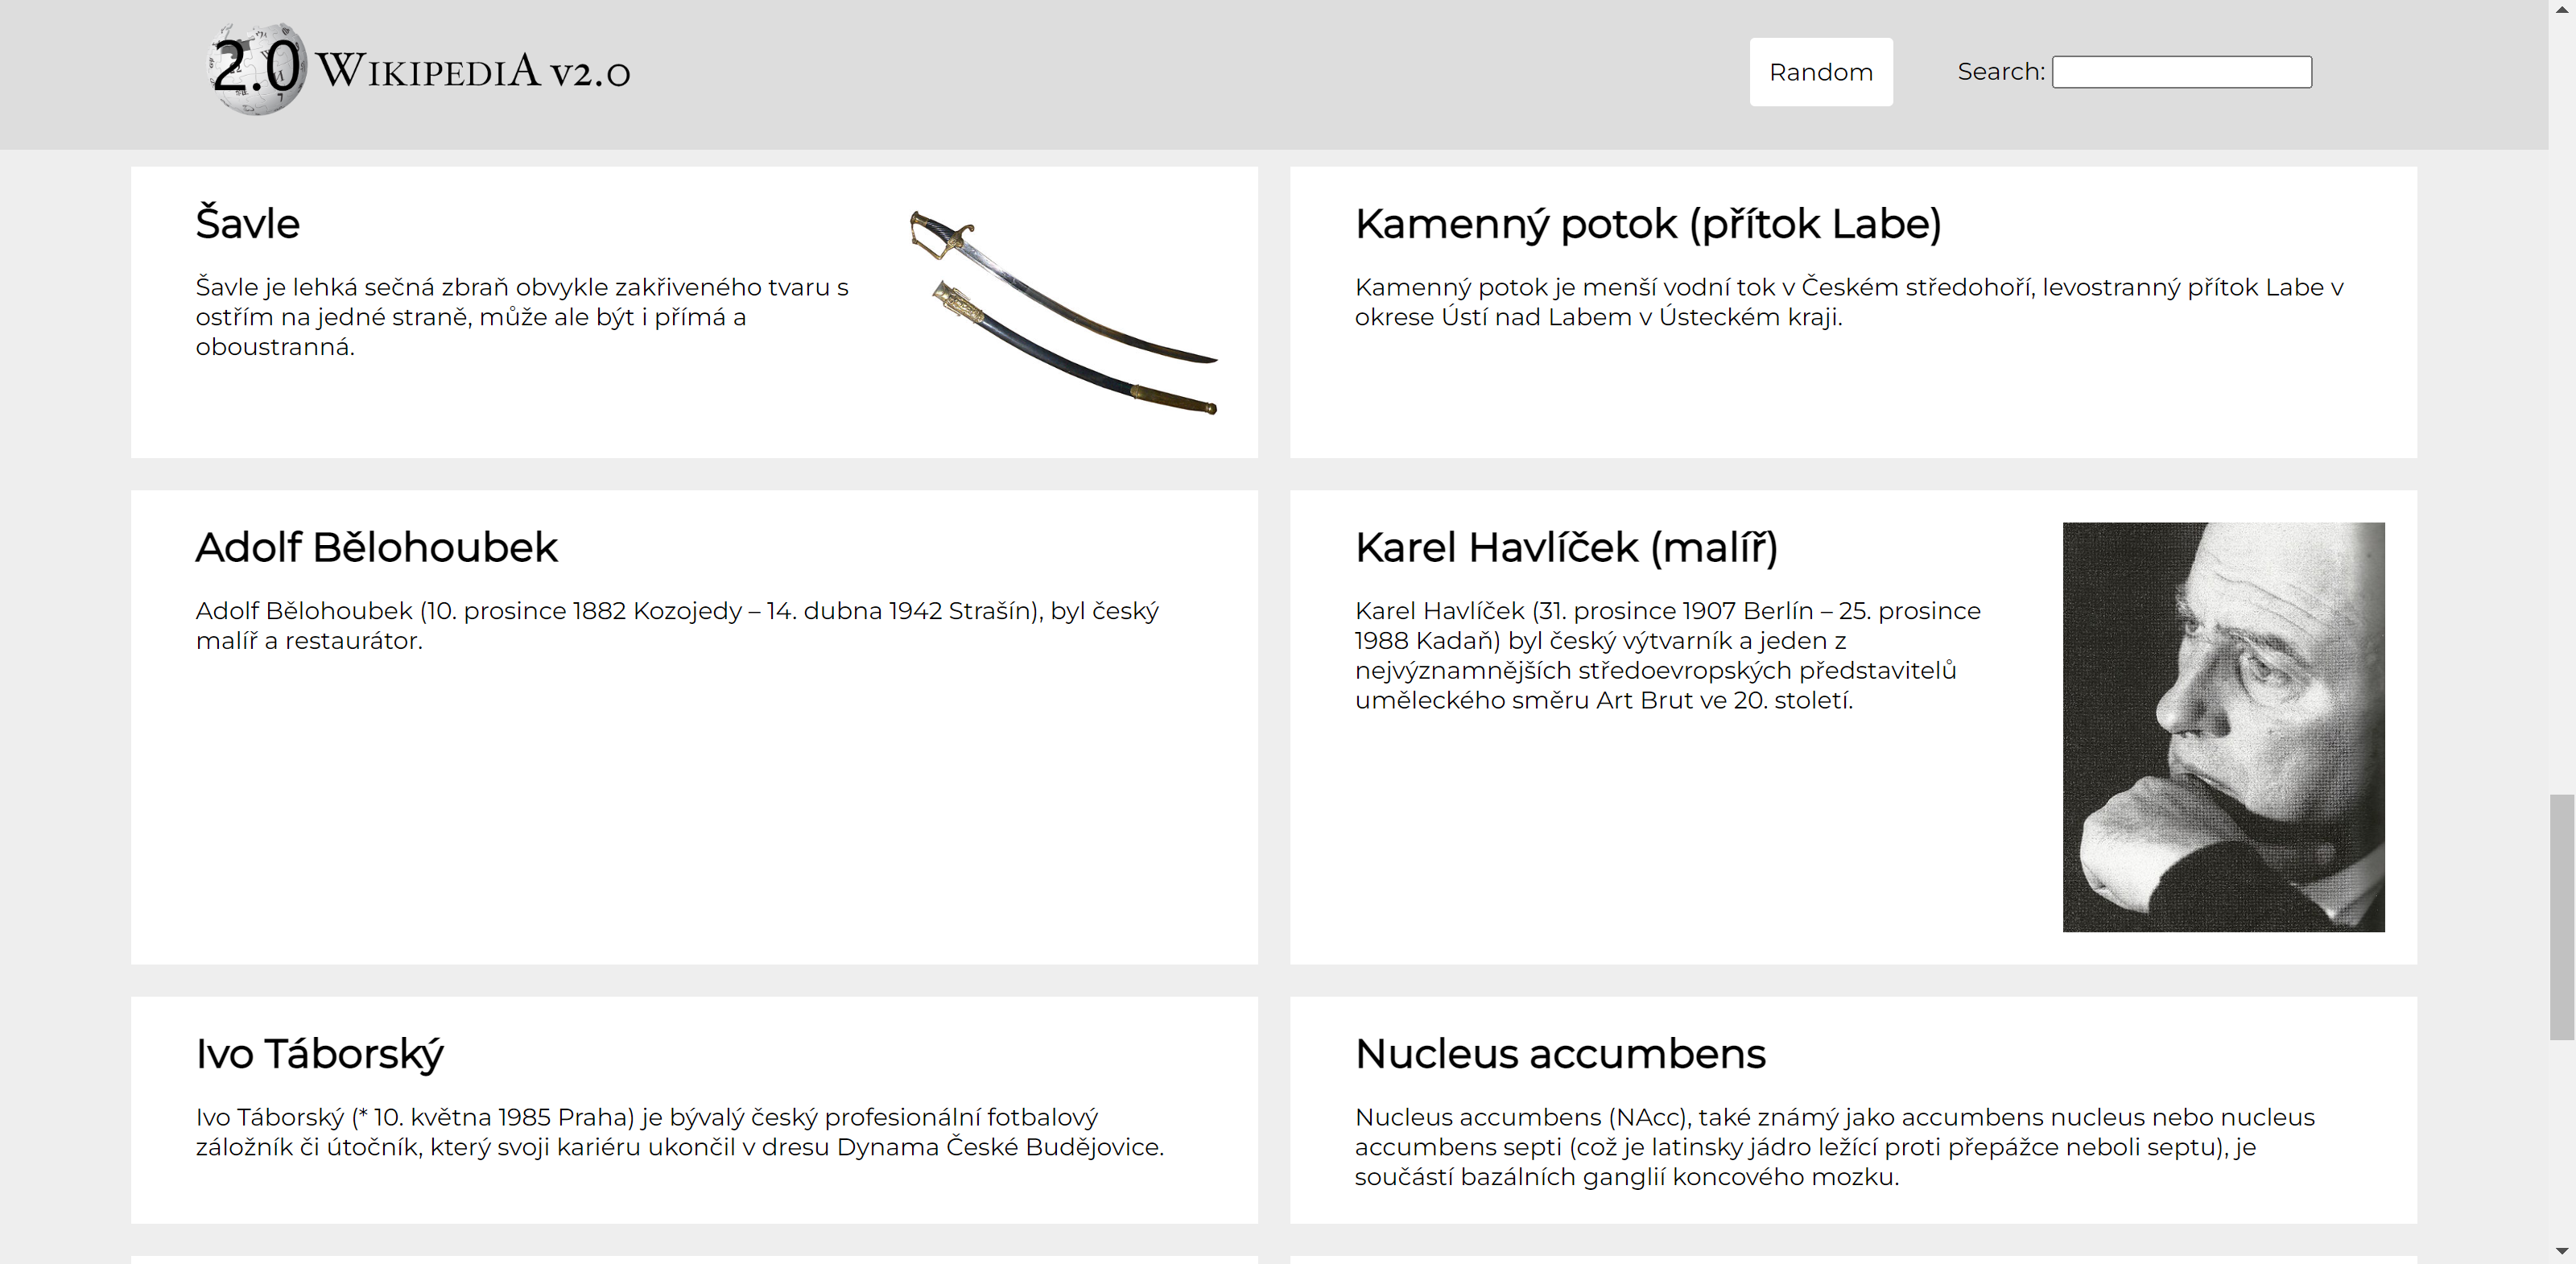 2.0 WIKIPEDIA v2.0
Random
Search:
Šavle
Šavle je lehká sečná zbraň obvykle zakřiveného tvaru s
ostřím na jedné straně, může ale být i přímá a
oboustranná.
Kamenný potok (přítok Labe)
Kamenný potok je menší vodní tok v Českém středohoří, levostranný přítok Labe v
okrese Ústí nad Labem v Ústeckém kraji.
Adolf Bělohoubek
Adolf Bělohoubek (10. prosince 1882 Kozojedy – 14. dubna 1942 Strašín), byl český
malíř a restaurátor.
Karel Havlíček (malíř)
Karel Havlíček (31. prosince 1907 Berlín – 25. prosince
1988 Kadaň) byl český výtvarník a jeden z
nejvýznamnějších středoevropských představitelů
uměleckého směru Art Brut ve 20. století.
Ivo Táborský
Ivo Táborský (* 10. května 1985 Praha) je bývalý český profesionální fotbalový
záložník či útočník, který svoji kariéru ukončil v dresu Dynama České Budějovice.
Nucleus accumbens
Nucleus accumbens (NAcc), také známý jako accumbens nucleus nebo nucleus
accumbens septi (což je latinsky jádro ležící proti přepážce neboli septu), je
součástí bazálních ganglií koncového mozku.